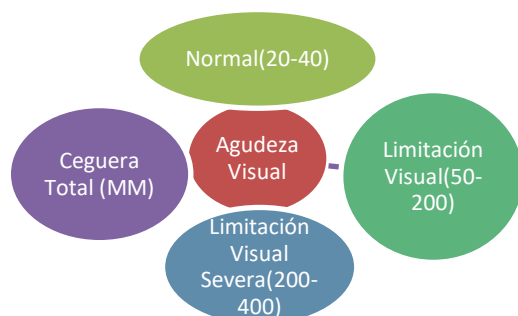 Normal(20-40)
Agudeza
Visual
Limitación
Visual(50-
200)
Limitación
Visual
Severa(200-
400)
Ceguera
Total (MM)